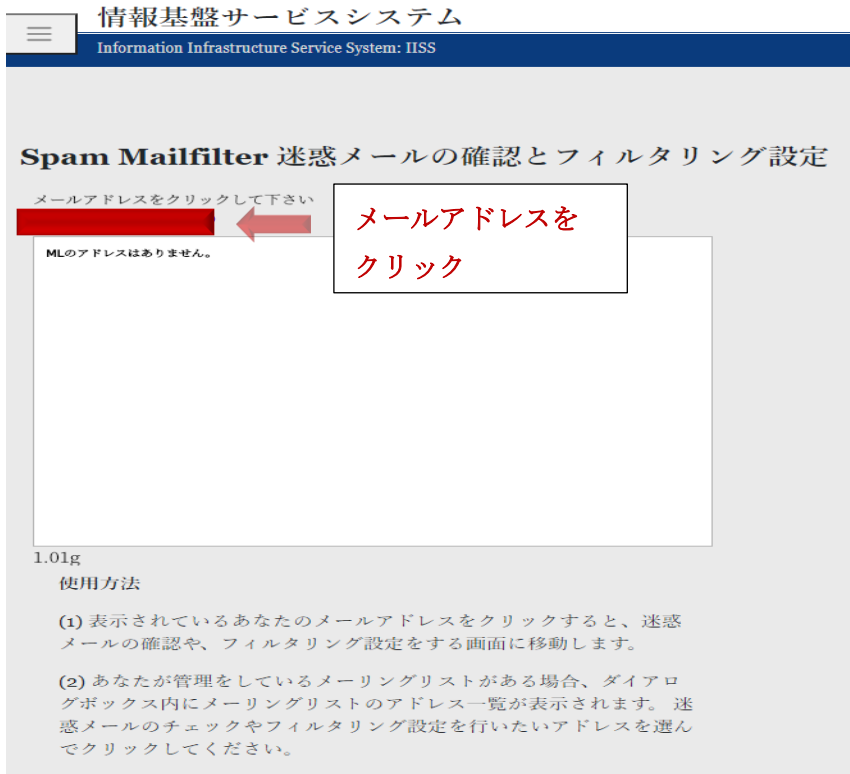 情報基盤サービスシステム
Information Infrastructure Service System: IISS
Spam Mailfilter 迷惑メールの確認とフィルタリング設定
メールアドレスをクリックして下さい
メールアドレスを
クリック
MLのアドレスはありません。
1.01g
使用方法
(1) 表示されているあなたのメールアドレスをクリックすると、迷惑
メールの確認や、フィルタリング設定をする画面に移動します。
(2) あなたが管理をしているメーリングリストがある場合、ダイアロ
グボックス内にメーリングリストのアドレス一覧が表示されます。 迷
惑メールのチェックやフィルタリング設定を行いたいアドレスを選ん
でクリックしてください。